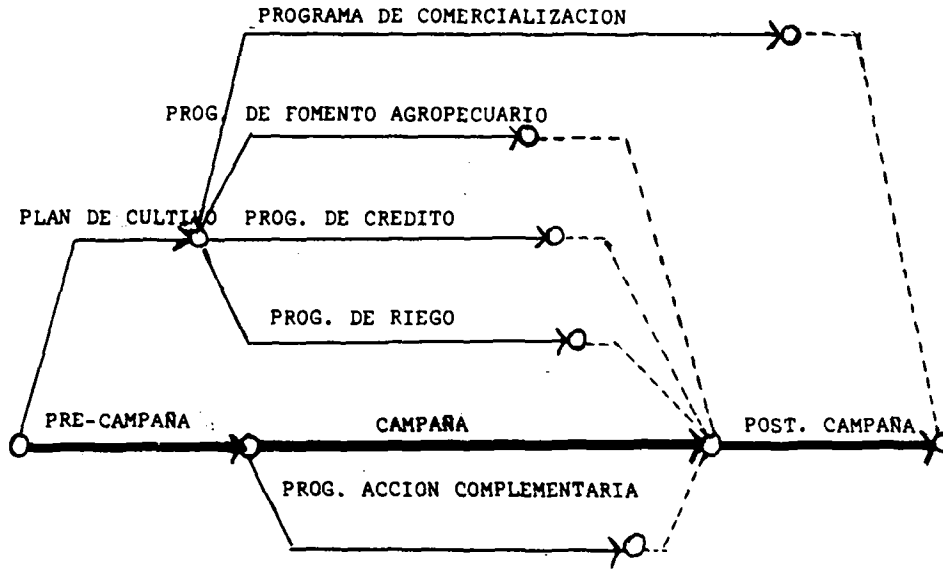 PROGRAMA DE COMERCIALIZACION
PROG. DE FOMENTO AGROPECUARIO
PLAN DE CULTIVO PROG. DE CREDITO
PROG. DE RIEGO
PRE-CAMPAÑA CAMPAÑA POST. CAMPAÑA
PROG. ACCION COMPLEMENTARIA